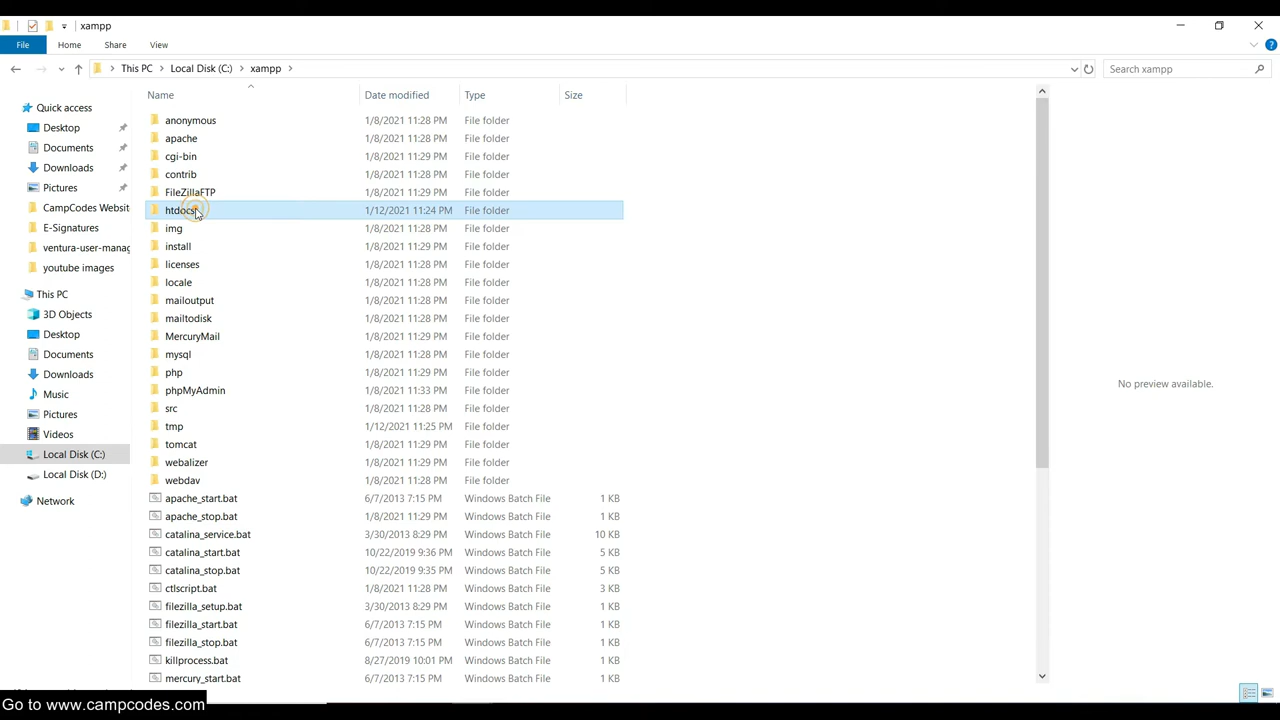 xampp
File Home Share View
This PC Local Disk (C:) xampp Search xampp
Name Date modified Type Size
Quick access
Desktop
Documents
Downloads
Pictures
CampCodes Websit
E-Signatures
ventura-user-manag
youtube images
This PC
3D Objects
Desktop
Documents
Downloads
Music
Pictures
Videos
Local Disk (C:)
Local Disk (D:)
Network
anonymous 1/8/2021 11:28 PM File folder
apache 1/8/2021 11:28 PM File folder
cgi-bin 1/8/2021 11:29 PM File folder
contrib 1/8/2021 11:28 PM File folder
FileZillaFTP 1/8/2021 11:29 PM File folder
htdocs 1/12/2021 11:24 PM File folder
img 1/8/2021 11:28 PM File folder
install 1/8/2021 11:29 PM File folder
licenses 1/8/2021 11:28 PM File folder
locale 1/8/2021 11:28 PM File folder
mailoutput 1/8/2021 11:28 PM File folder
mailtodisk 1/8/2021 11:28 PM File folder
MercuryMail 1/8/2021 11:29 PM File folder
mysql 1/8/2021 11:28 PM File folder
php 1/8/2021 11:29 PM File folder
phpMyAdmin 1/8/2021 11:33 PM File folder
src 1/8/2021 11:28 PM File folder
tmp 1/12/2021 11:25 PM File folder
tomcat 1/8/2021 11:29 PM File folder
webalizer 1/8/2021 11:29 PM File folder
webdav 1/8/2021 11:28 PM File folder
apache_start.bat 6/7/2013 7:15 PM Windows Batch File 1 KB
apache_stop.bat 1/8/2021 11:29 PM Windows Batch File 1 KB
catalina_service.bat 3/30/2013 8:29 PM Windows Batch File 10 KB
catalina_start.bat 10/22/2019 9:36 PM Windows Batch File 5 KB
catalina_stop.bat 10/22/2019 9:35 PM Windows Batch File 5 KB
ctlscript.bat 1/8/2021 11:28 PM Windows Batch File 3 KB
filezilla_setup.bat 3/30/2013 8:29 PM Windows Batch File 1 KB
filezilla_start.bat 6/7/2013 7:15 PM Windows Batch File 1 KB
filezilla_stop.bat 6/7/2013 7:15 PM Windows Batch File 1 KB
killprocess.bat 8/27/2019 10:01 PM Windows Batch File 1 KB
mercury_start.bat 6/7/2013 7:15 PM Windows Batch File 1 KB
No preview available.
Go to www.campcodes.com